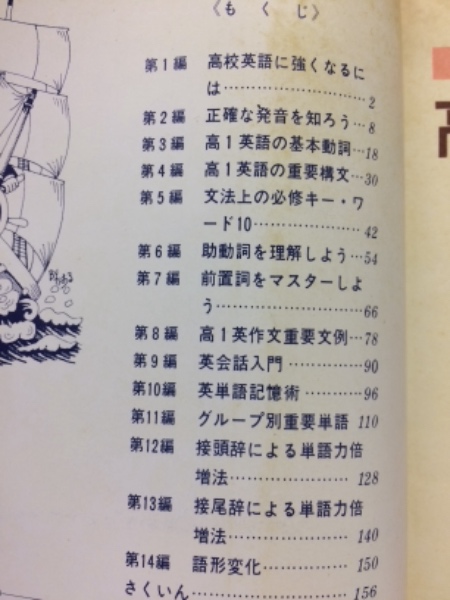 〈もくじ〉
第1編 高校英語に強くなるに
は……………………2
第2編 正確な発音を知ろう…8
第3編 高1英語の基本動詞…18
第4編 高1英語の重要構文…30
第5編 文法上の必修キー・ワ
ード10………………42
第6編 助動詞を理解しよう…54
第7編 前置詞をマスターしよ
う……………………66
第8編 高1英作文重要文例…78
第9編 英会話入門…………90
第10編 英単語記憶術…………96
第11編 グループ別重要単語 110
第12編 接頭辞による単語力倍
増法…………………128
第13編 接尾辞による単語力倍
増法…………………140
第14編 語形変化……………150
さくいん……………………156